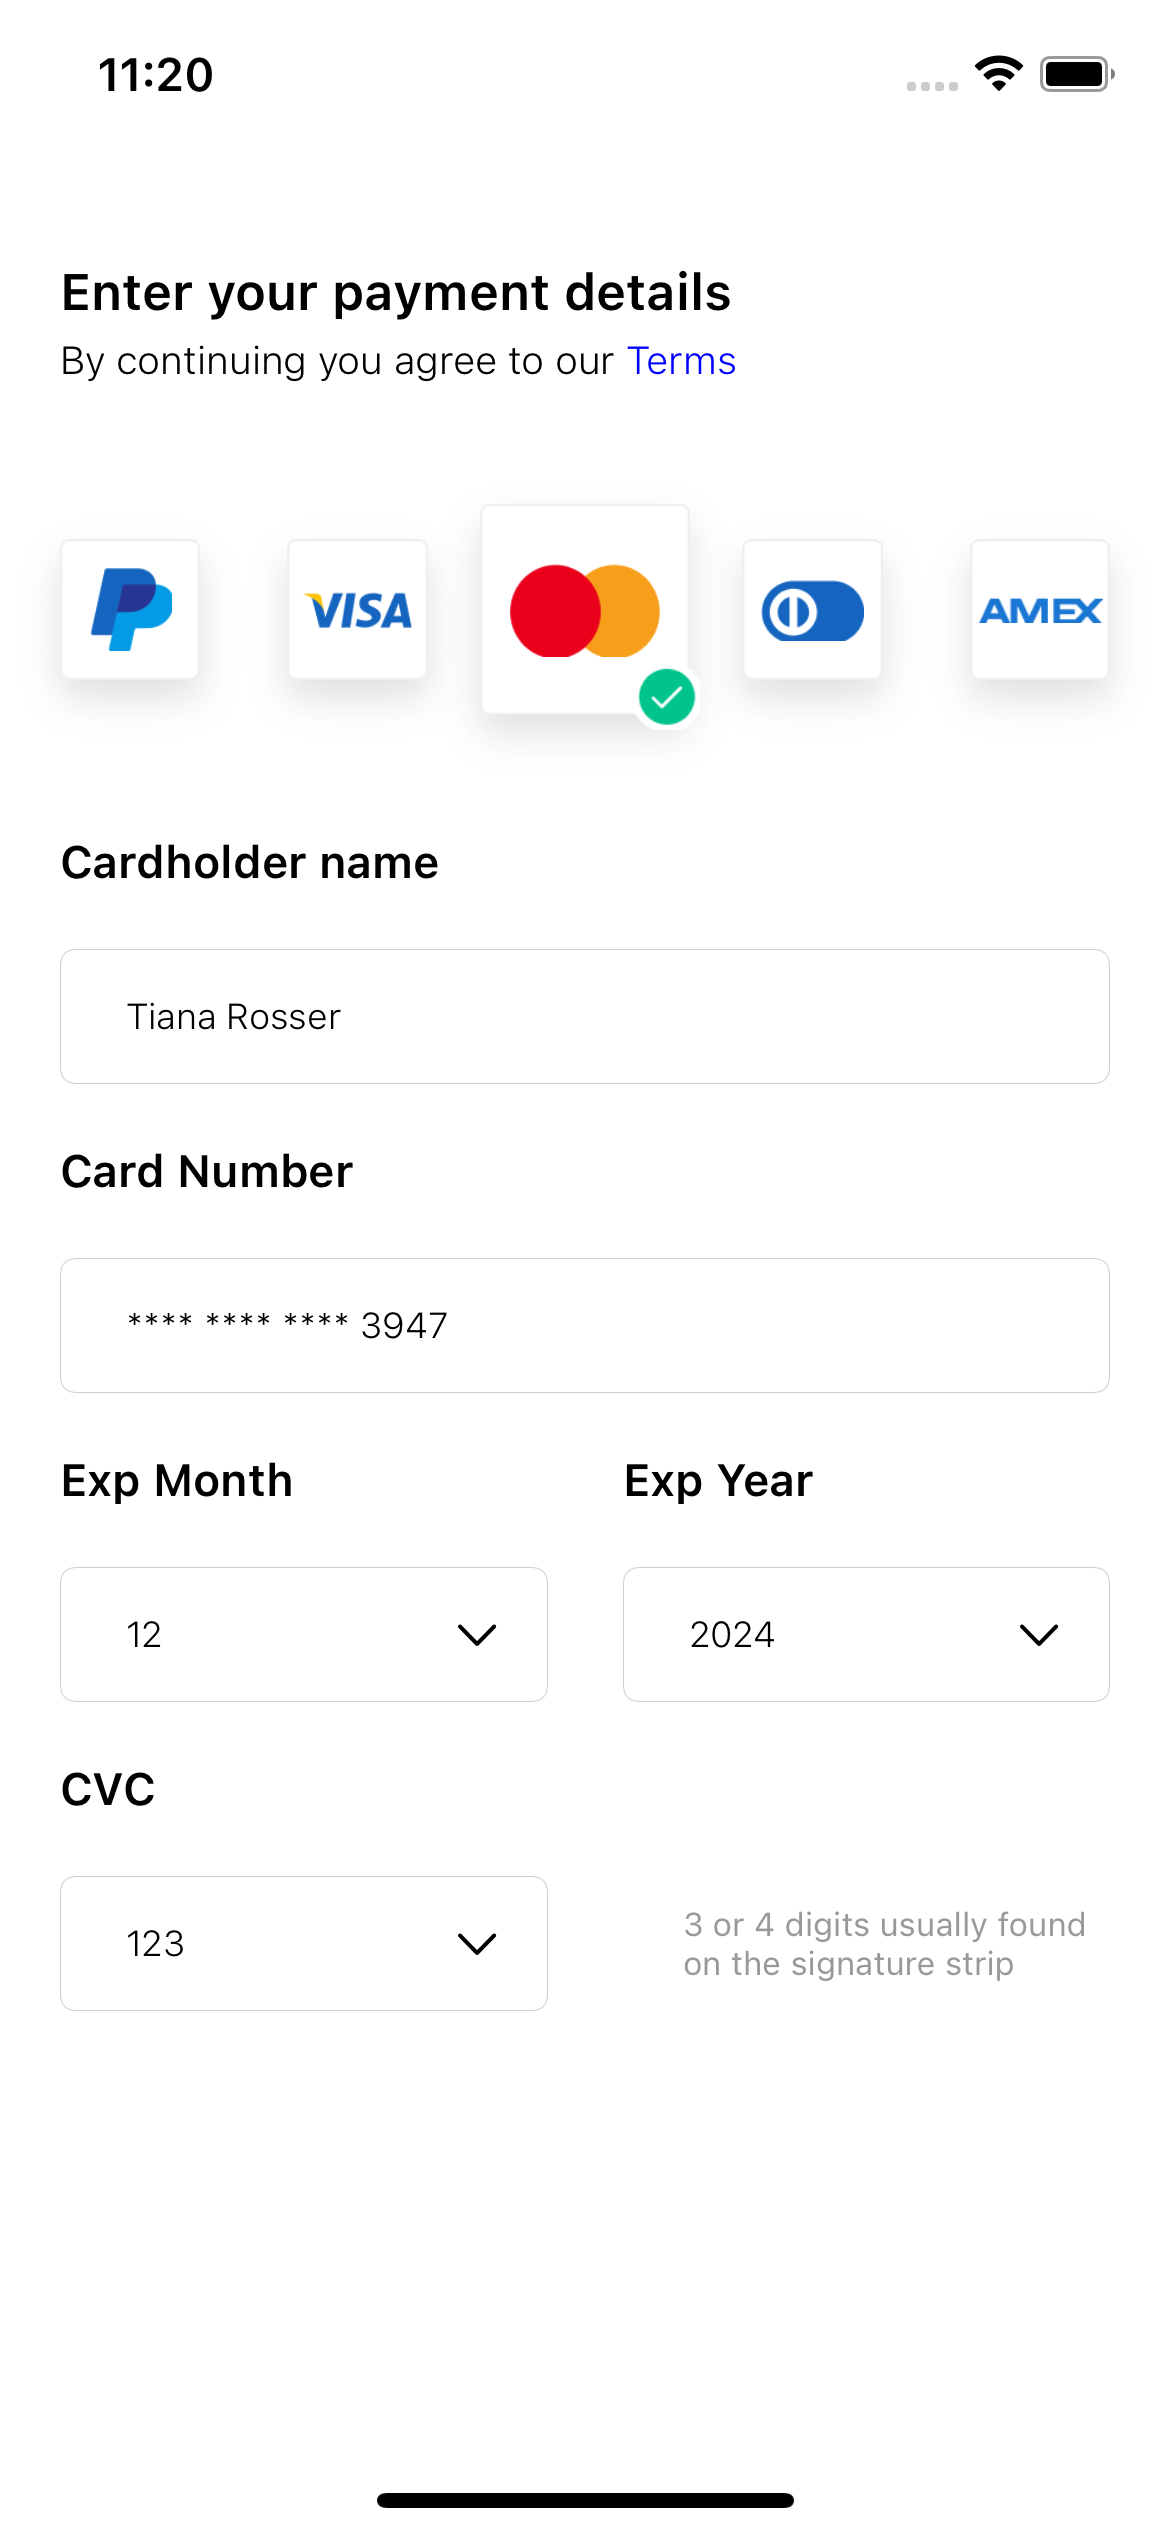 11:20
Enter your payment details
By continuing you agree to our Terms
VISA
AMEX
Cardholder name
Tiana Rosser
Card Number
**** **** **** 3947
Exp Month
Exp Year
12
2024
CVC
123
3 or 4 digits usually found
on the signature strip